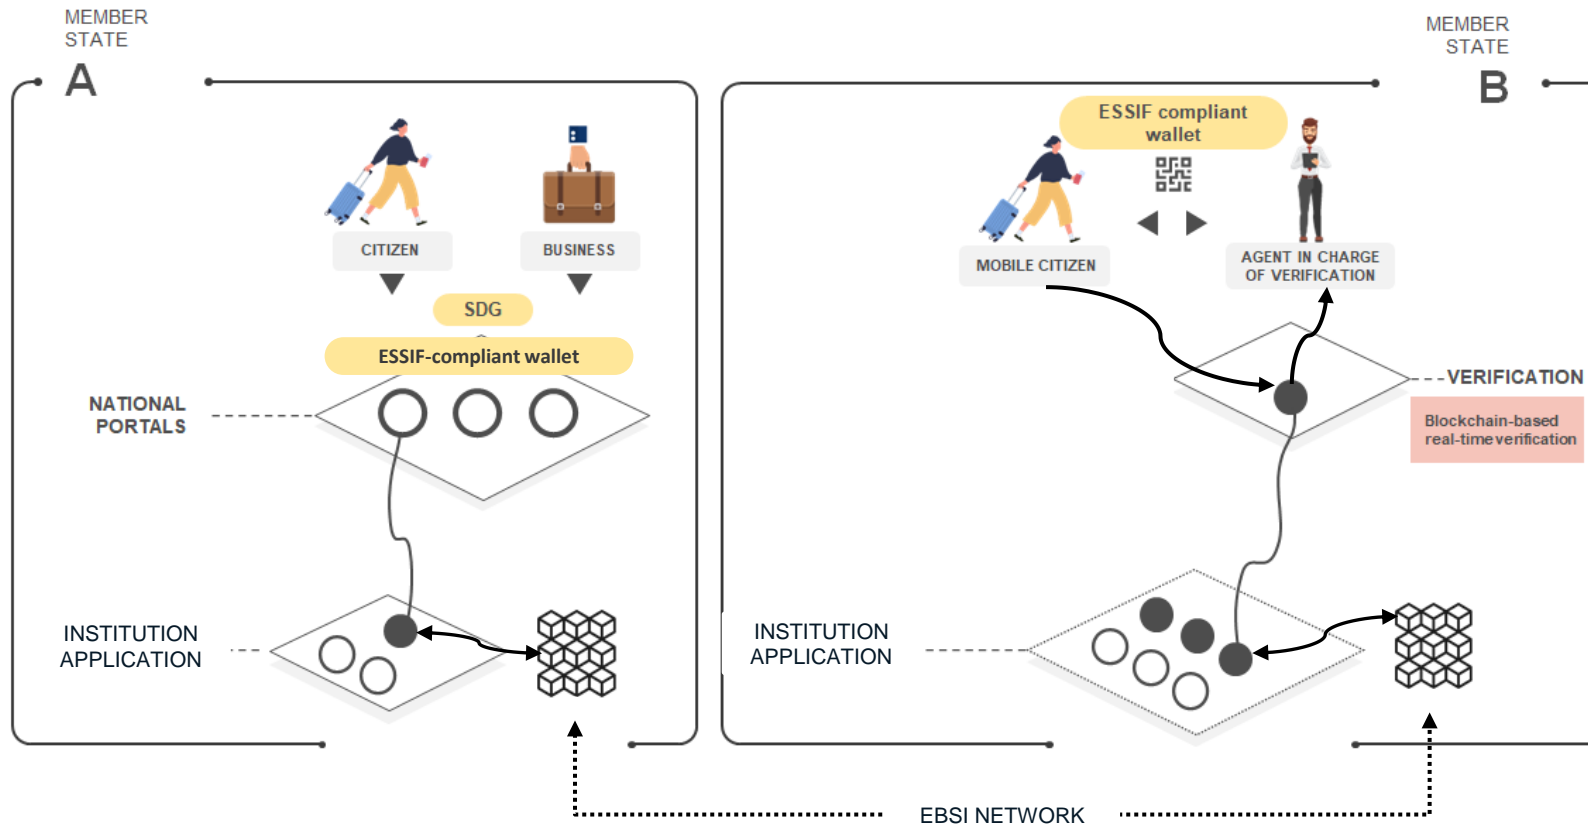 MEMBER
STATE
A
CITIZEN
BUSINESS
SDG
ESSIF-compliant wallet
NATIONAL
PORTALS
INSTITUTION
APPLICATION
MEMBER
STATE
B
ESSIF compliant
wallet
MOBILE CITIZEN
AGENT IN CHARGE
OF VERIFICATION
VERIFICATION
Blockchain-based
real-time verification
INSTITUTION
APPLICATION
EBSI NETWORK